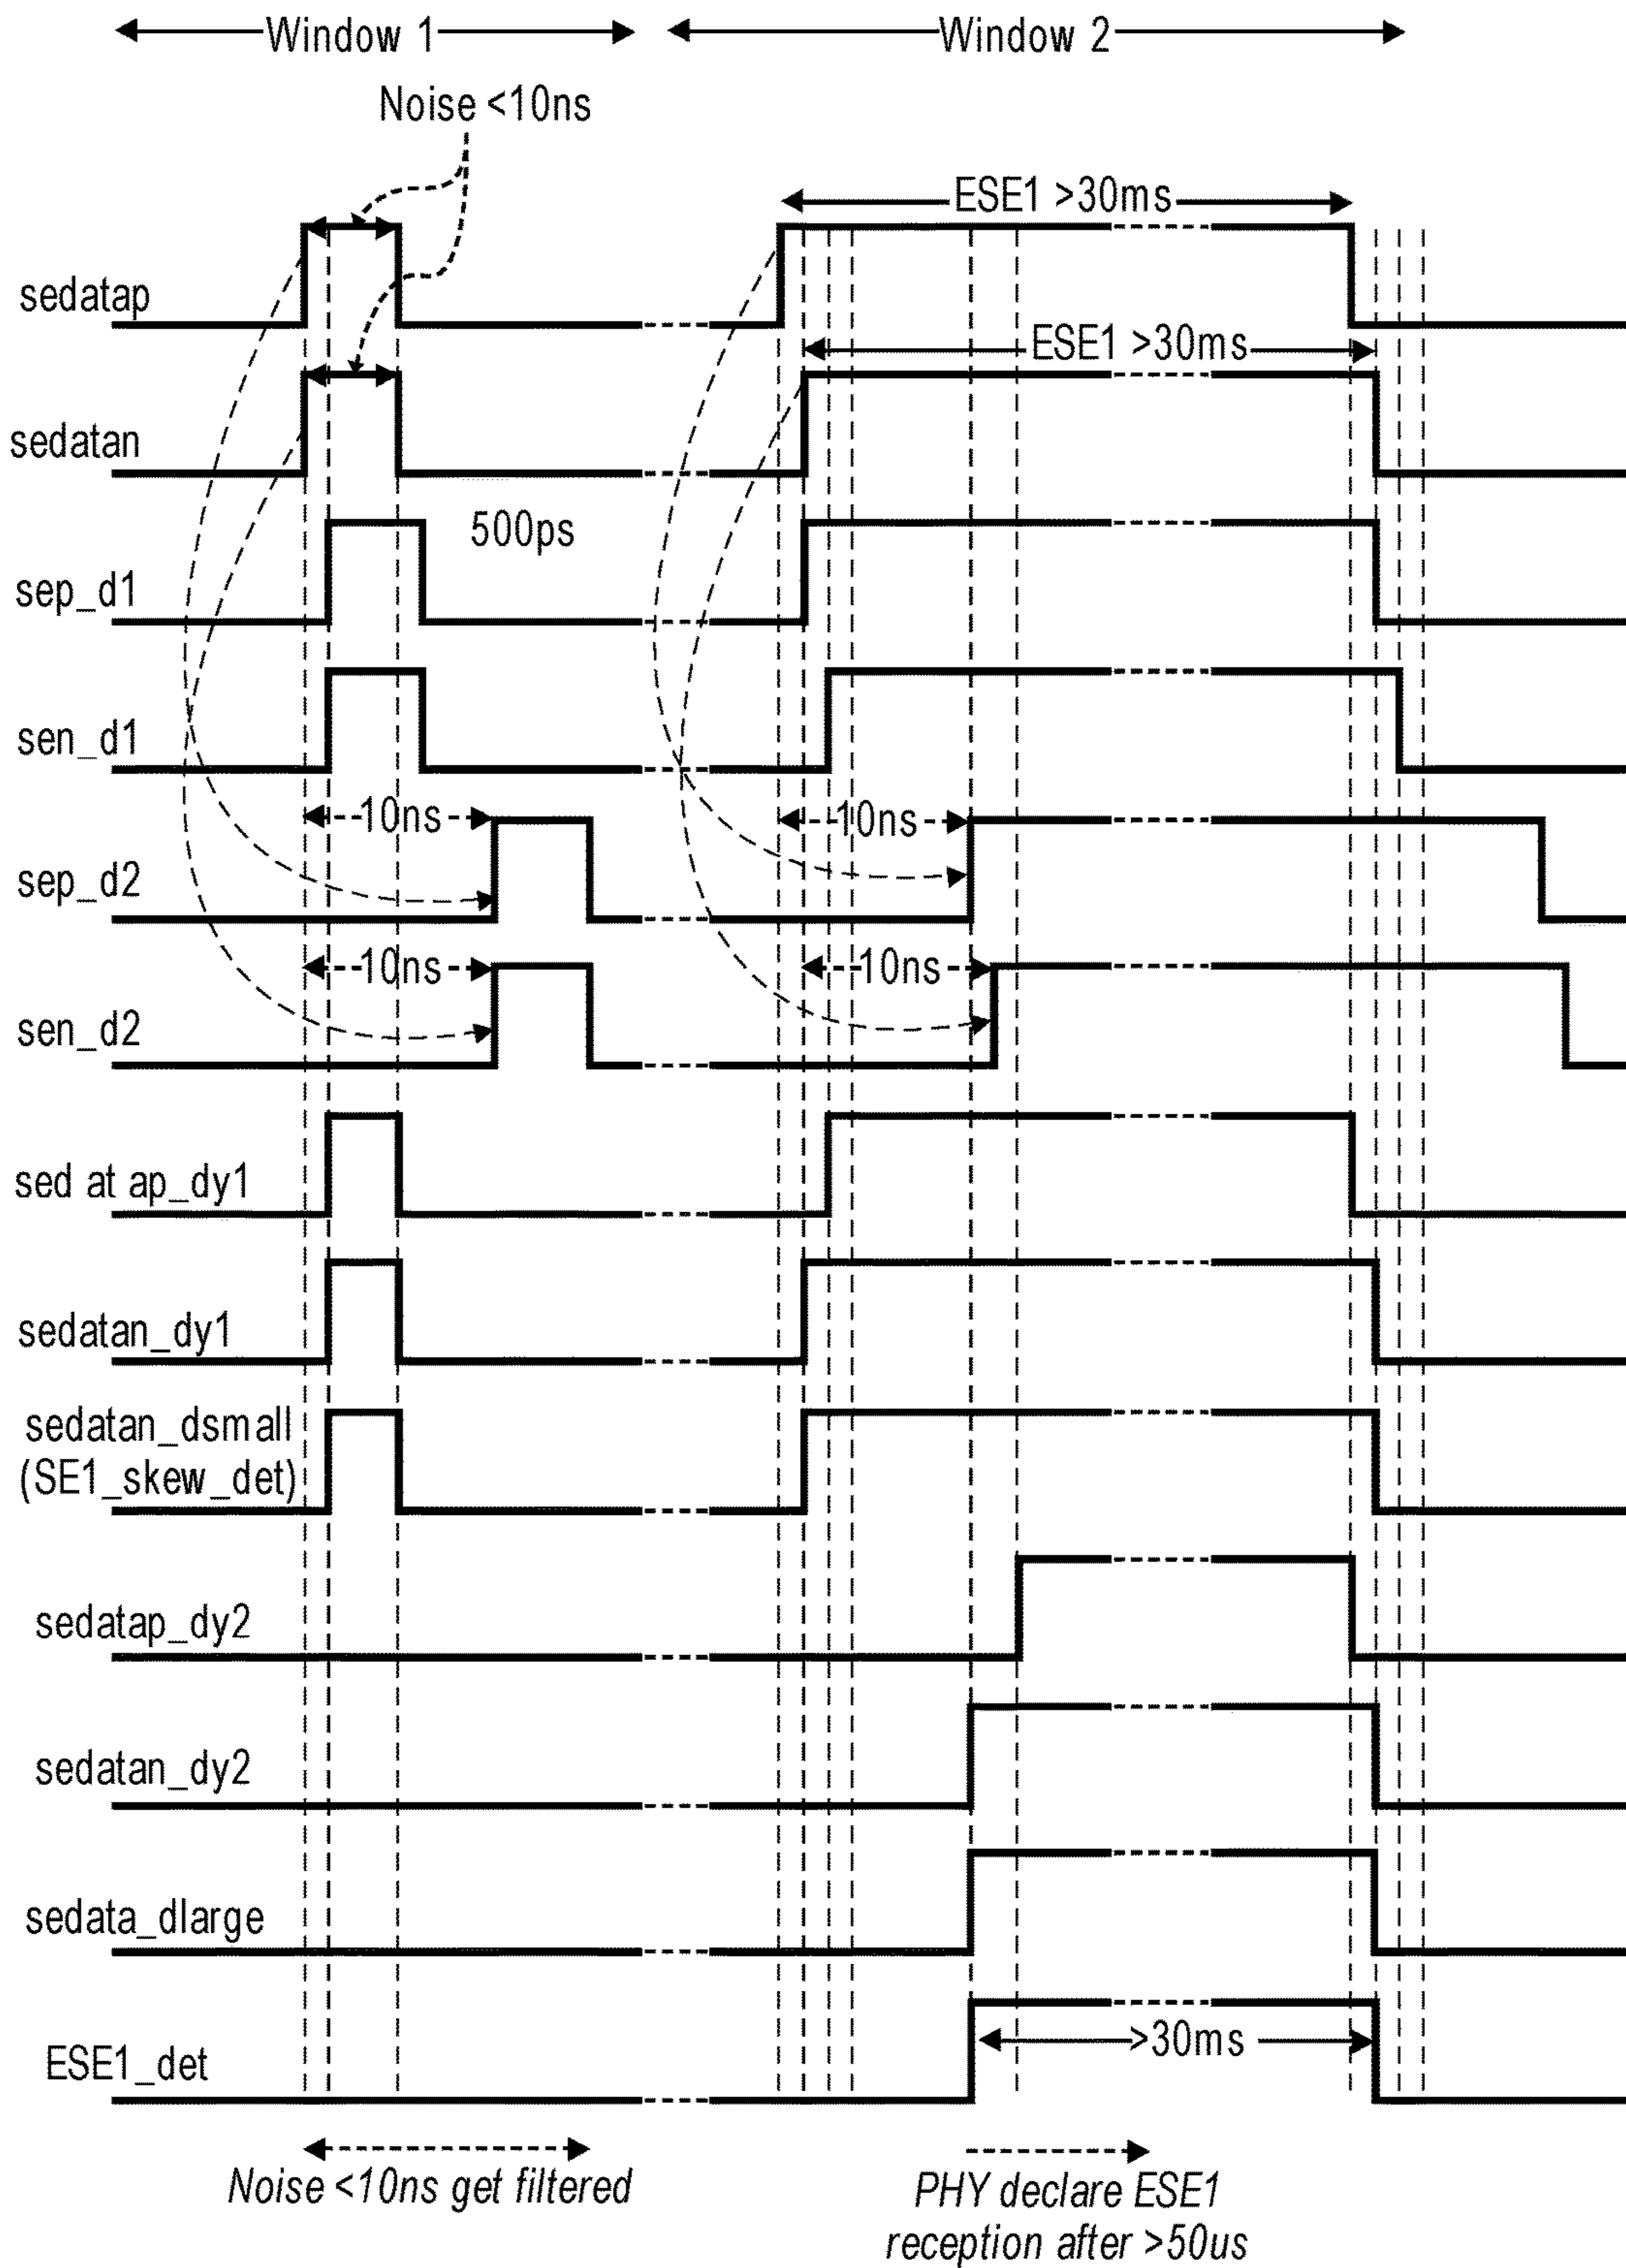 Window 1
Window 2
Noise <10ns
ESE1 >30ms
sedatap
ESE1 >30ms
sedatan
500ps
sep_d1
sen_d1
10ns
10ns
sep_d2
10ns
10ns
sen_d2
sed at ap_dy1
sedatan_dy1
sedatan_dsmall
(SE1_skew_det)
sedatap_dy2
sedatan_dy2
sedata_dlarge
>30ms
ESE1_det
Noise <10ns get filtered
PHY declare ESE1
reception after >50us